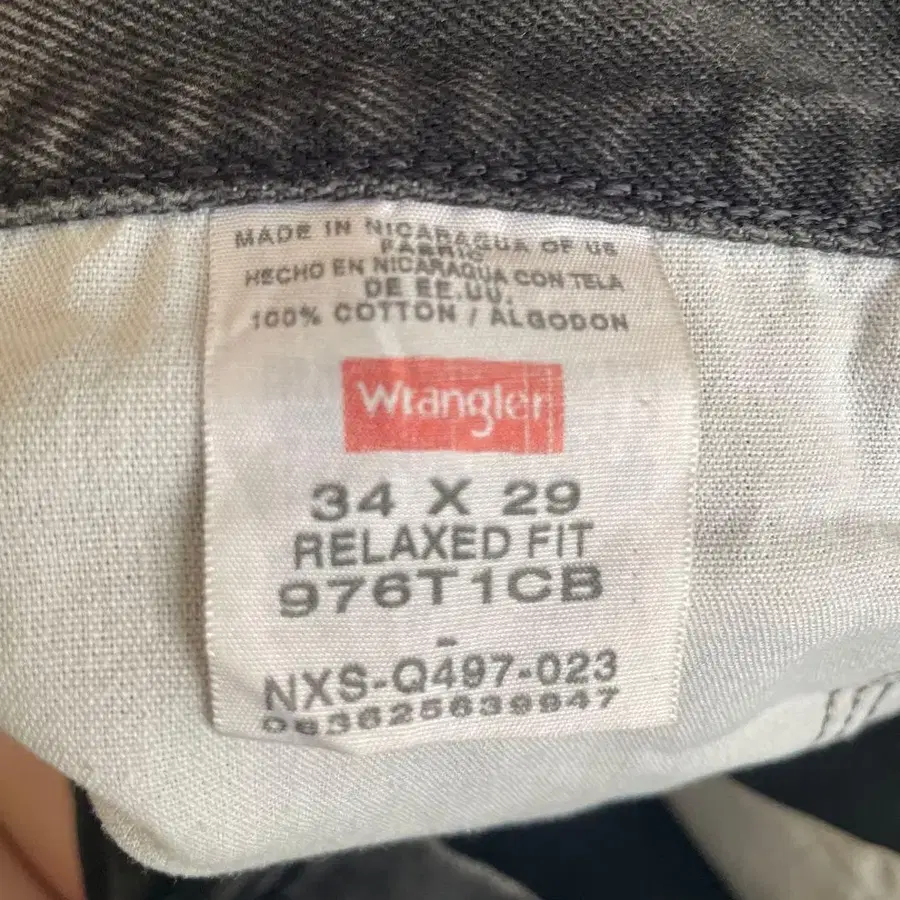 MADE IN NICARAGUA OF US
FABRIC
HECHO EN NICARAGUA CON TELA
DE EE.UU.
100% COTTON / ALGODON
Wrangler
34 X 29
RELAXED FIT
976T1CB
-
NXS-Q497-023
083625639947